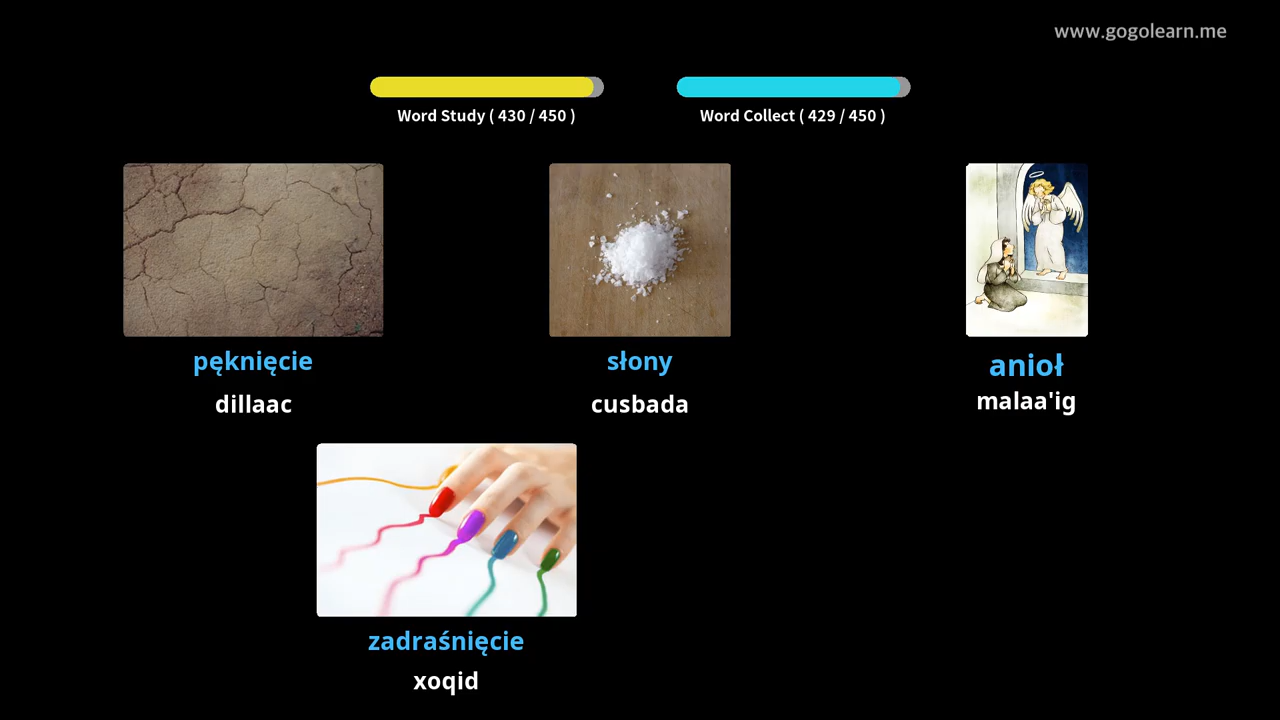 www.gogolearn.me
Word Study ( 430 / 450 )
Word Collect ( 429 / 450 )
pęknięcie
dillaac
słony
cusbada
anioł
malaa'ig
zadraśnięcie
xoqid